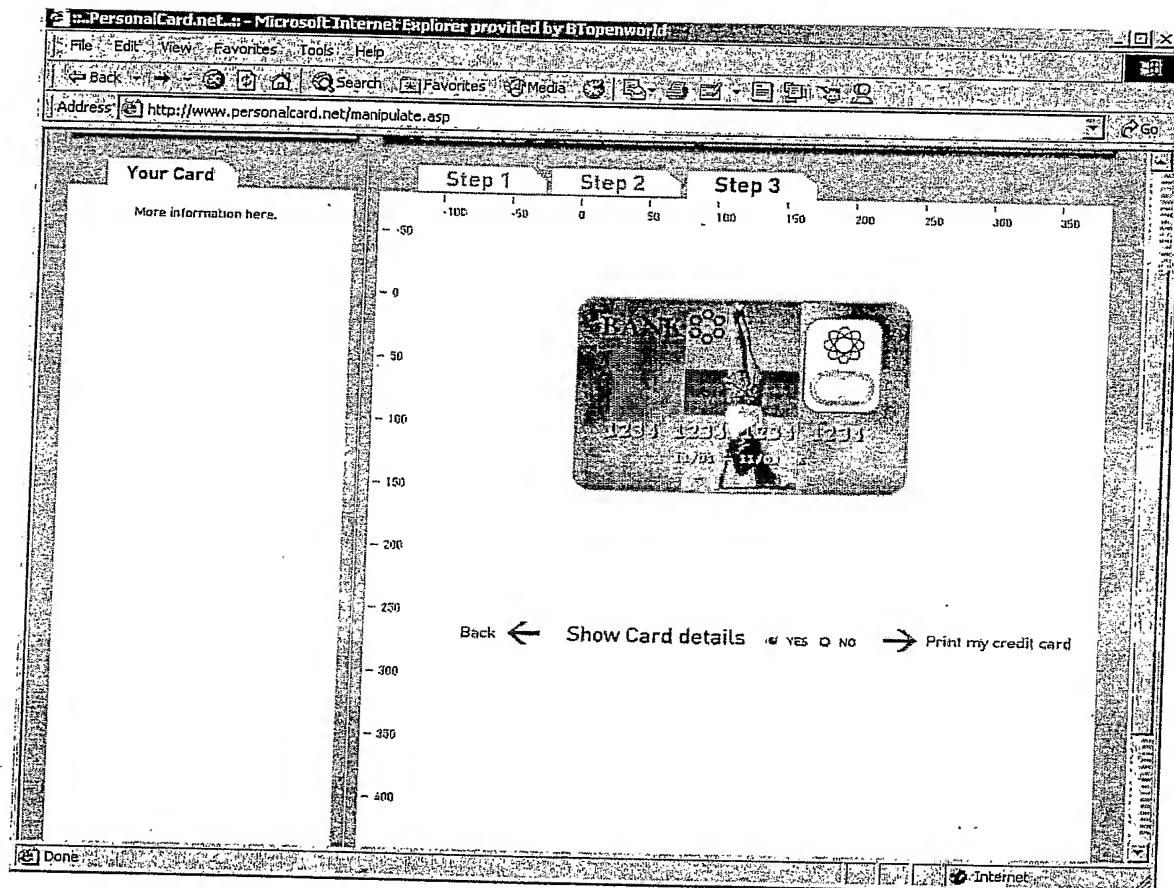 ::..PersonalCard.net..:: - Microsoft Internet Explorer provided by BTopenworld
File Edit View Favorites Tools Help
Back Search Favorites Media
Address http://www.personalcard.net/manipulate.asp Go
Your Card
More information here.
Step 1 Step 2 Step 3
-100 -50 0 50 100 150 200 250 300 350
-50
0
50
100
150
200
250
300
350
400
BANK
1234 1234 1234 1234
Back Show Card details YES NO Print my credit card
Done Internet